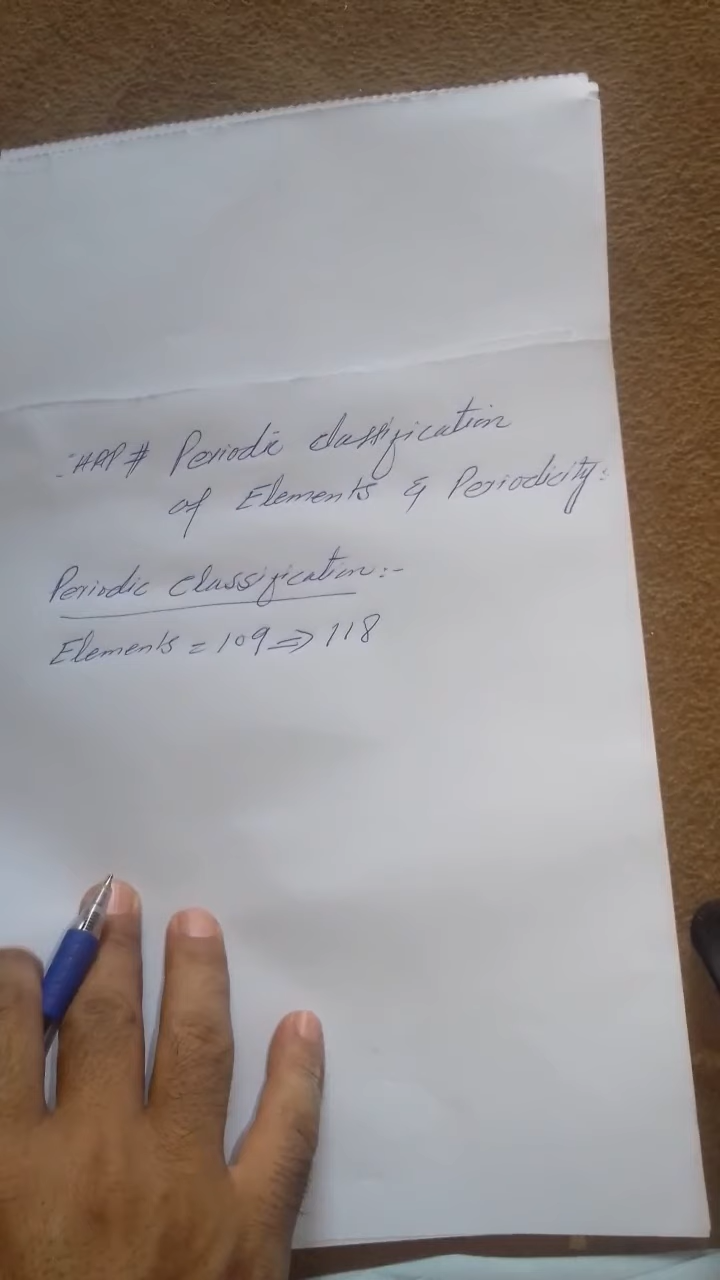 CHAP # Periodic classification
of Elements & Periodicity:
Periodic classification:-
Elements = 109 => 118